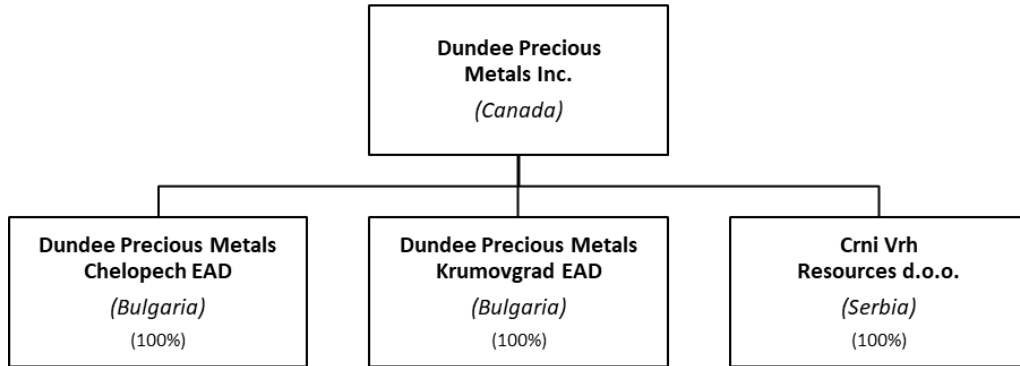 Dundee Precious
Metals Inc.
(Canada)
Dundee Precious Metals
Chelopech EAD
(Bulgaria)
(100%)
Dundee Precious Metals
Krumovgrad EAD
(Bulgaria)
(100%)
Crni Vrh
Resources d.o.o.
(Serbia)
(100%)